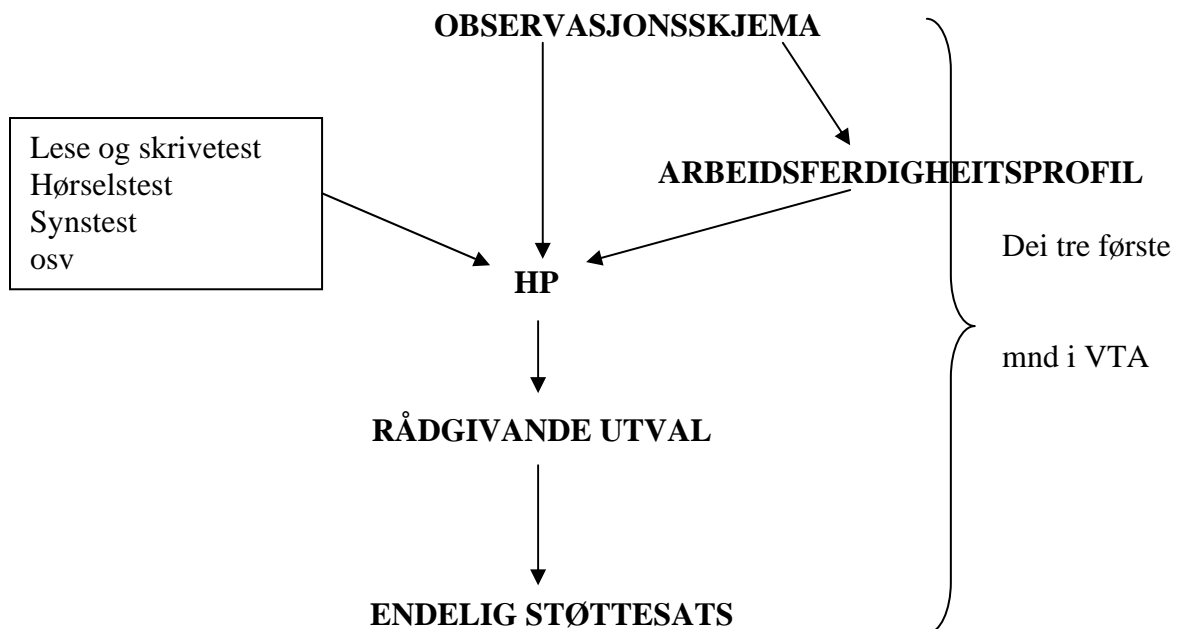 OBSERVASJONSSKJEMA
Lese og skrivetest
Hørselstest
Synstest
osv
ARBEIDSFERDIGHEITSPROFIL
Dei tre første
mnd i VTA
HP
RÅDGIVANDE UTVAL
ENDELIG STØTTESATS